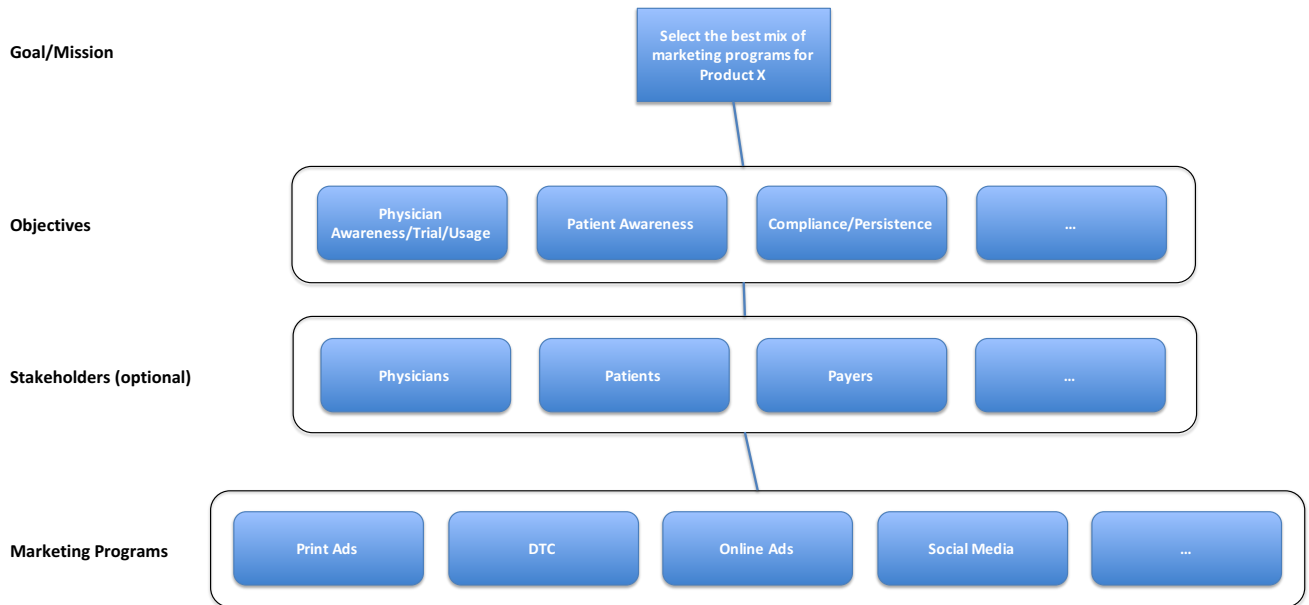 Goal/Mission
Select the best mix of
marketing programs for
Product X
Objectives
Physician
Awareness/Trial/Usage
Patient Awareness
Compliance/Persistence
…
Stakeholders (optional)
Physicians
Patients
Payers
…
Marketing Programs
Print Ads
DTC
Online Ads
Social Media
…